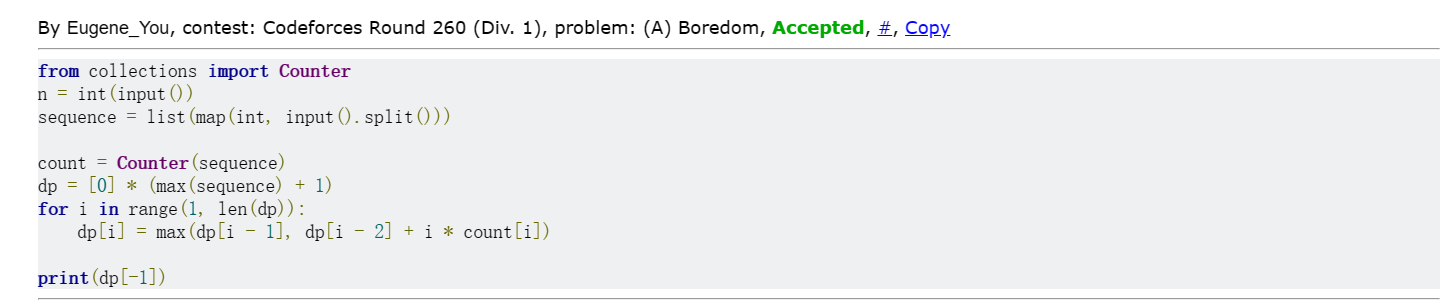 By Eugene_You, contest: Codeforces Round 260 (Div. 1), problem: (A) Boredom, Accepted, #, Copy
from collections import Counter
n = int(input())
sequence = list(map(int, input().split()))
count = Counter(sequence)
dp = [0] * (max(sequence) + 1)
for i in range(1, len(dp)):
    dp[i] = max(dp[i - 1], dp[i - 2] + i * count[i])
print(dp[-1])